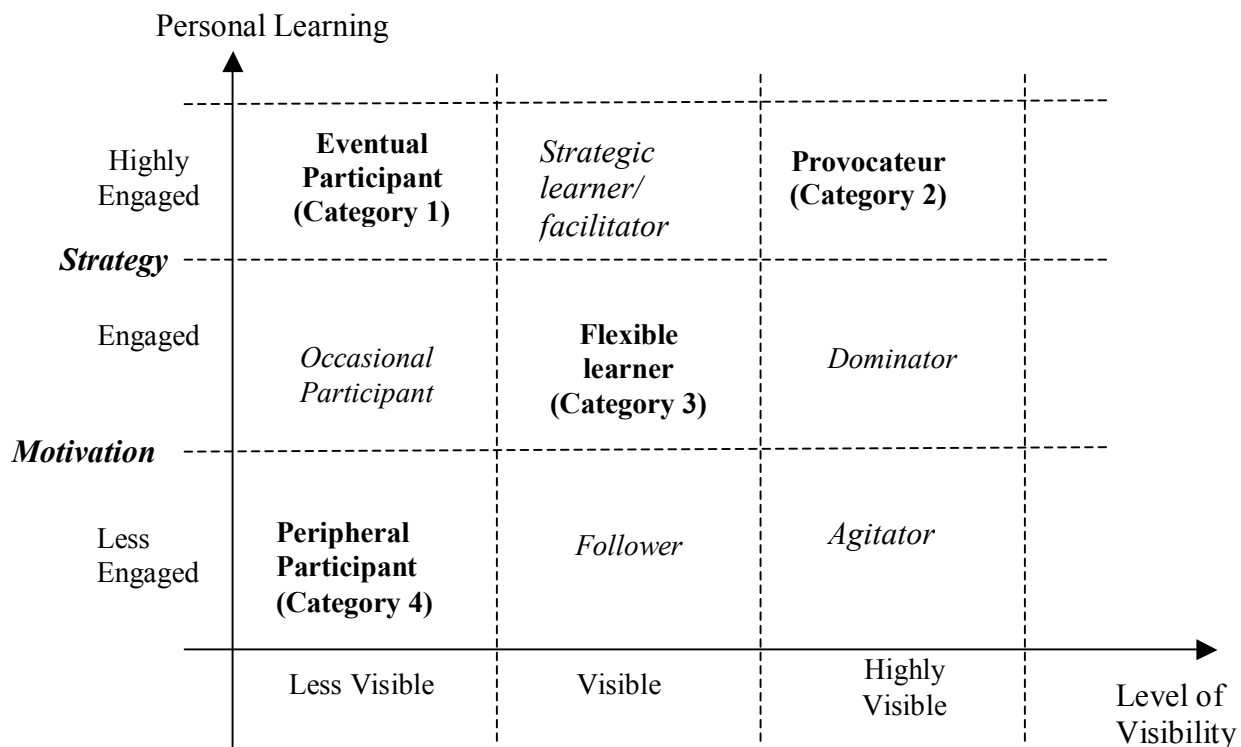 Personal Learning
Highly
Engaged
Eventual
Participant
(Category 1)
Strategic
learner/
facilitator
Provocateur
(Category 2)
Strategy
Engaged
Occasional
Participant
Flexible
learner
(Category 3)
Dominator
Motivation
Less
Engaged
Peripheral
Participant
(Category 4)
Follower
Agitator
Less Visible
Visible
Highly
Visible
Level of
Visibility